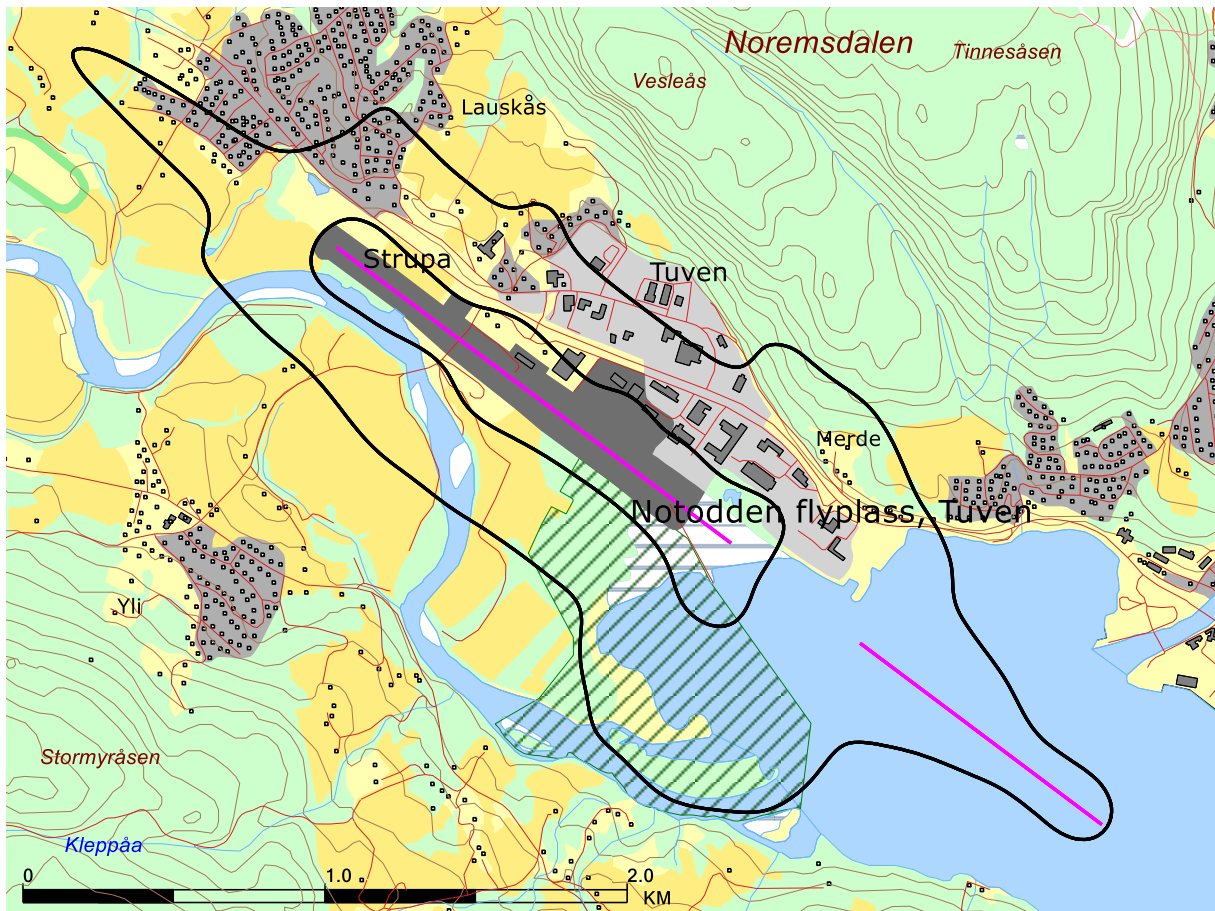 Noremsdalen
Tinnesåsen
Vesleås
Lauskås
Strupa
Tuven
Merde
Notodden flyplass, Tuven
Yli
Stormyråsen
Kleppåa
0 1.0 2.0
KM